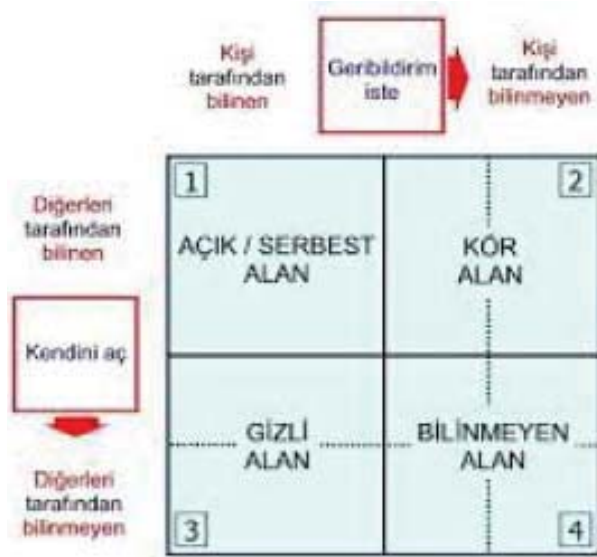 Kişi
tarafından
bilinen
Geribildirim
iste
Kişi
tarafından
bilinmeyen
1
2
Diğerleri
tarafından
bilinen
AÇIK / SERBEST
ALAN
KÖR
ALAN
Kendini aç
GİZLİ
ALAN
BİLİNMEYEN
ALAN
Diğerleri
tarafından
bilinmeyen
3
4